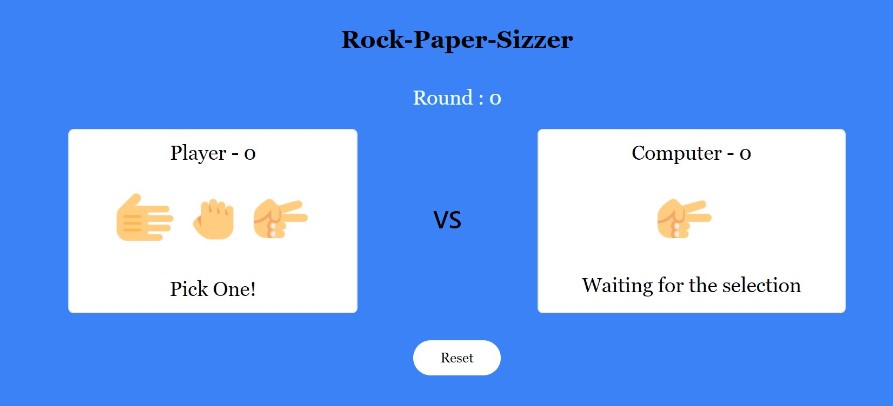 Rock-Paper-Sizzer
Round : 0
Player - 0
Pick One!
VS
Computer - 0
Waiting for the selection
Reset